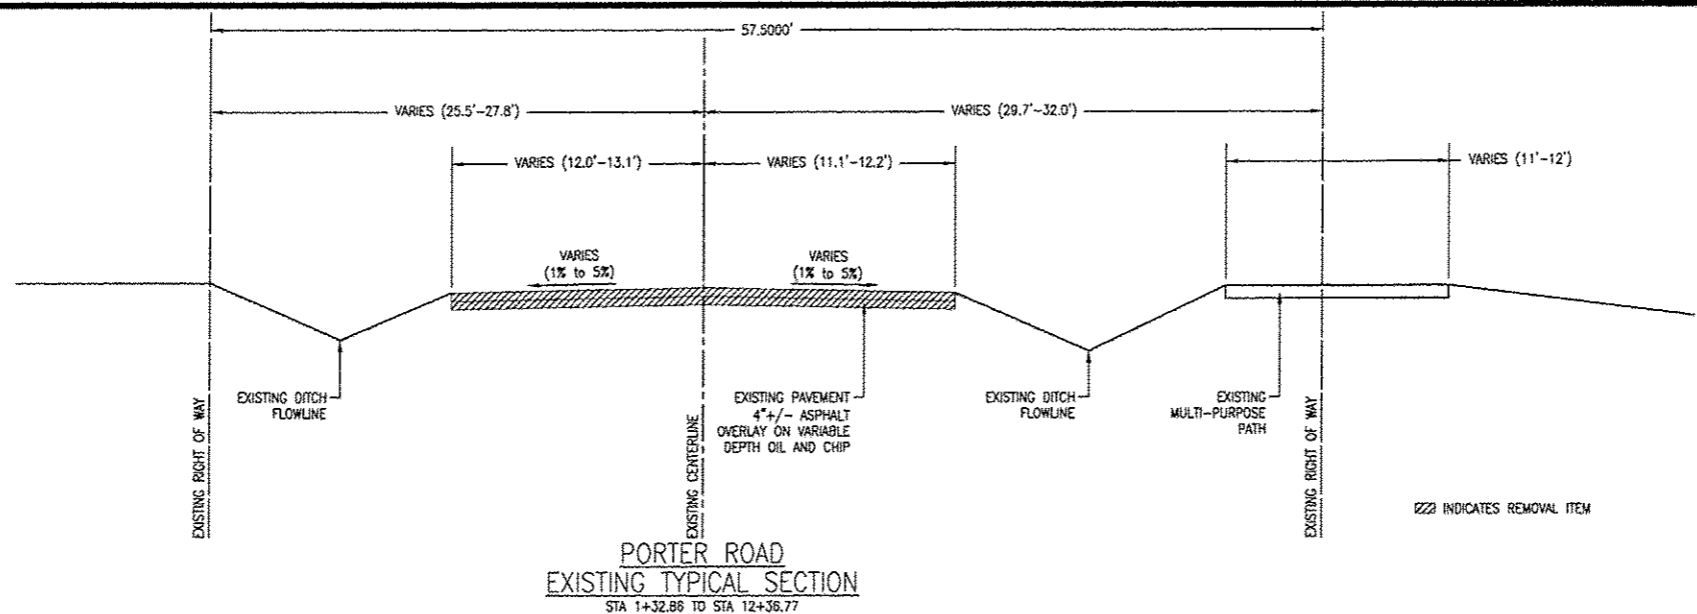 57.5000'
VARIES (25.5'-27.8')
VARIES (29.7'-32.0')
VARIES (12.0'-13.1')
VARIES (11.1'-12.2')
VARIES (11'-12')
VARIES
(1% to 5%)
VARIES
(1% to 5%)
EXISTING DITCH
FLOWLINE
EXISTING PAVEMENT
4"+/- ASPHALT
OVERLAY ON VARIABLE
DEPTH OIL AND CHIP
EXISTING DITCH
FLOWLINE
EXISTING
MULTI-PURPOSE
PATH
EXISTING RIGHT OF WAY
EXISTING CENTERLINE
EXISTING RIGHT OF WAY
INDICATES REMOVAL ITEM
PORTER ROAD
EXISTING TYPICAL SECTION
STA 1+32.86 TO STA 12+36.77